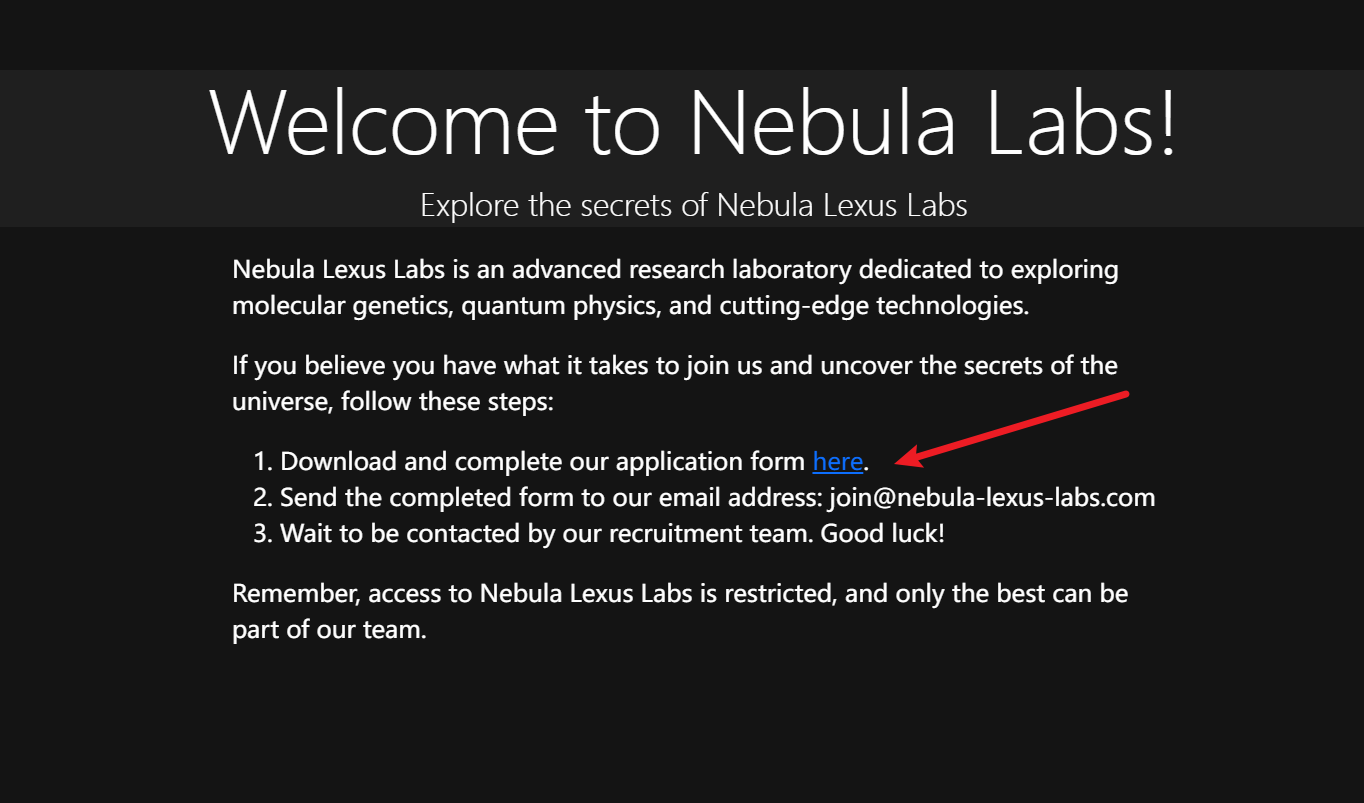 Welcome to Nebula Labs!
Explore the secrets of Nebula Lexus Labs
Nebula Lexus Labs is an advanced research laboratory dedicated to exploring
molecular genetics, quantum physics, and cutting-edge technologies.
If you believe you have what it takes to join us and uncover the secrets of the
universe, follow these steps:
1. Download and complete our application form here.
2. Send the completed form to our email address: join@nebula-lexus-labs.com
3. Wait to be contacted by our recruitment team. Good luck!
Remember, access to Nebula Lexus Labs is restricted, and only the best can be
part of our team.